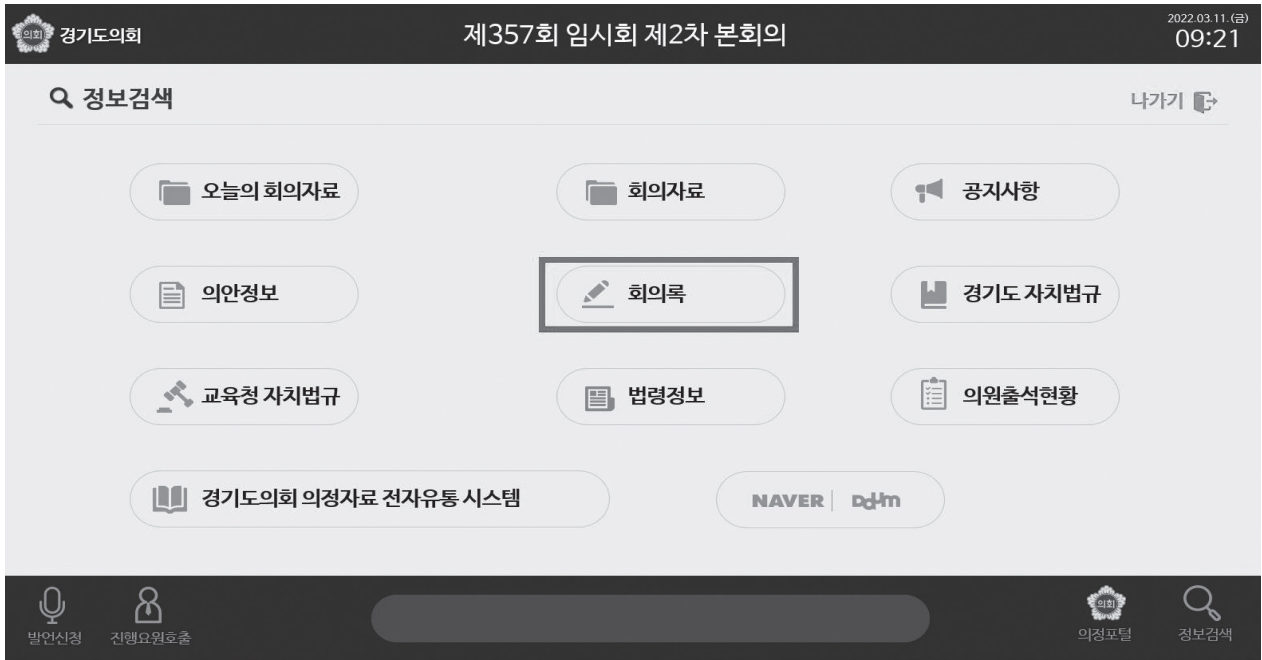 의회 경기도의회
제357회 임시회 제2차 본회의
2022.03.11.(금)
09:21
정보검색
나가기
오늘의 회의자료
회의자료
공지사항
의안정보
회의록
경기도 자치법규
교육청 자치법규
법령정보
의원출석현황
경기도의회 의정자료 전자유통 시스템
NAVER | Daum
발언신청
진행요원호출
의회
의정포털
정보검색